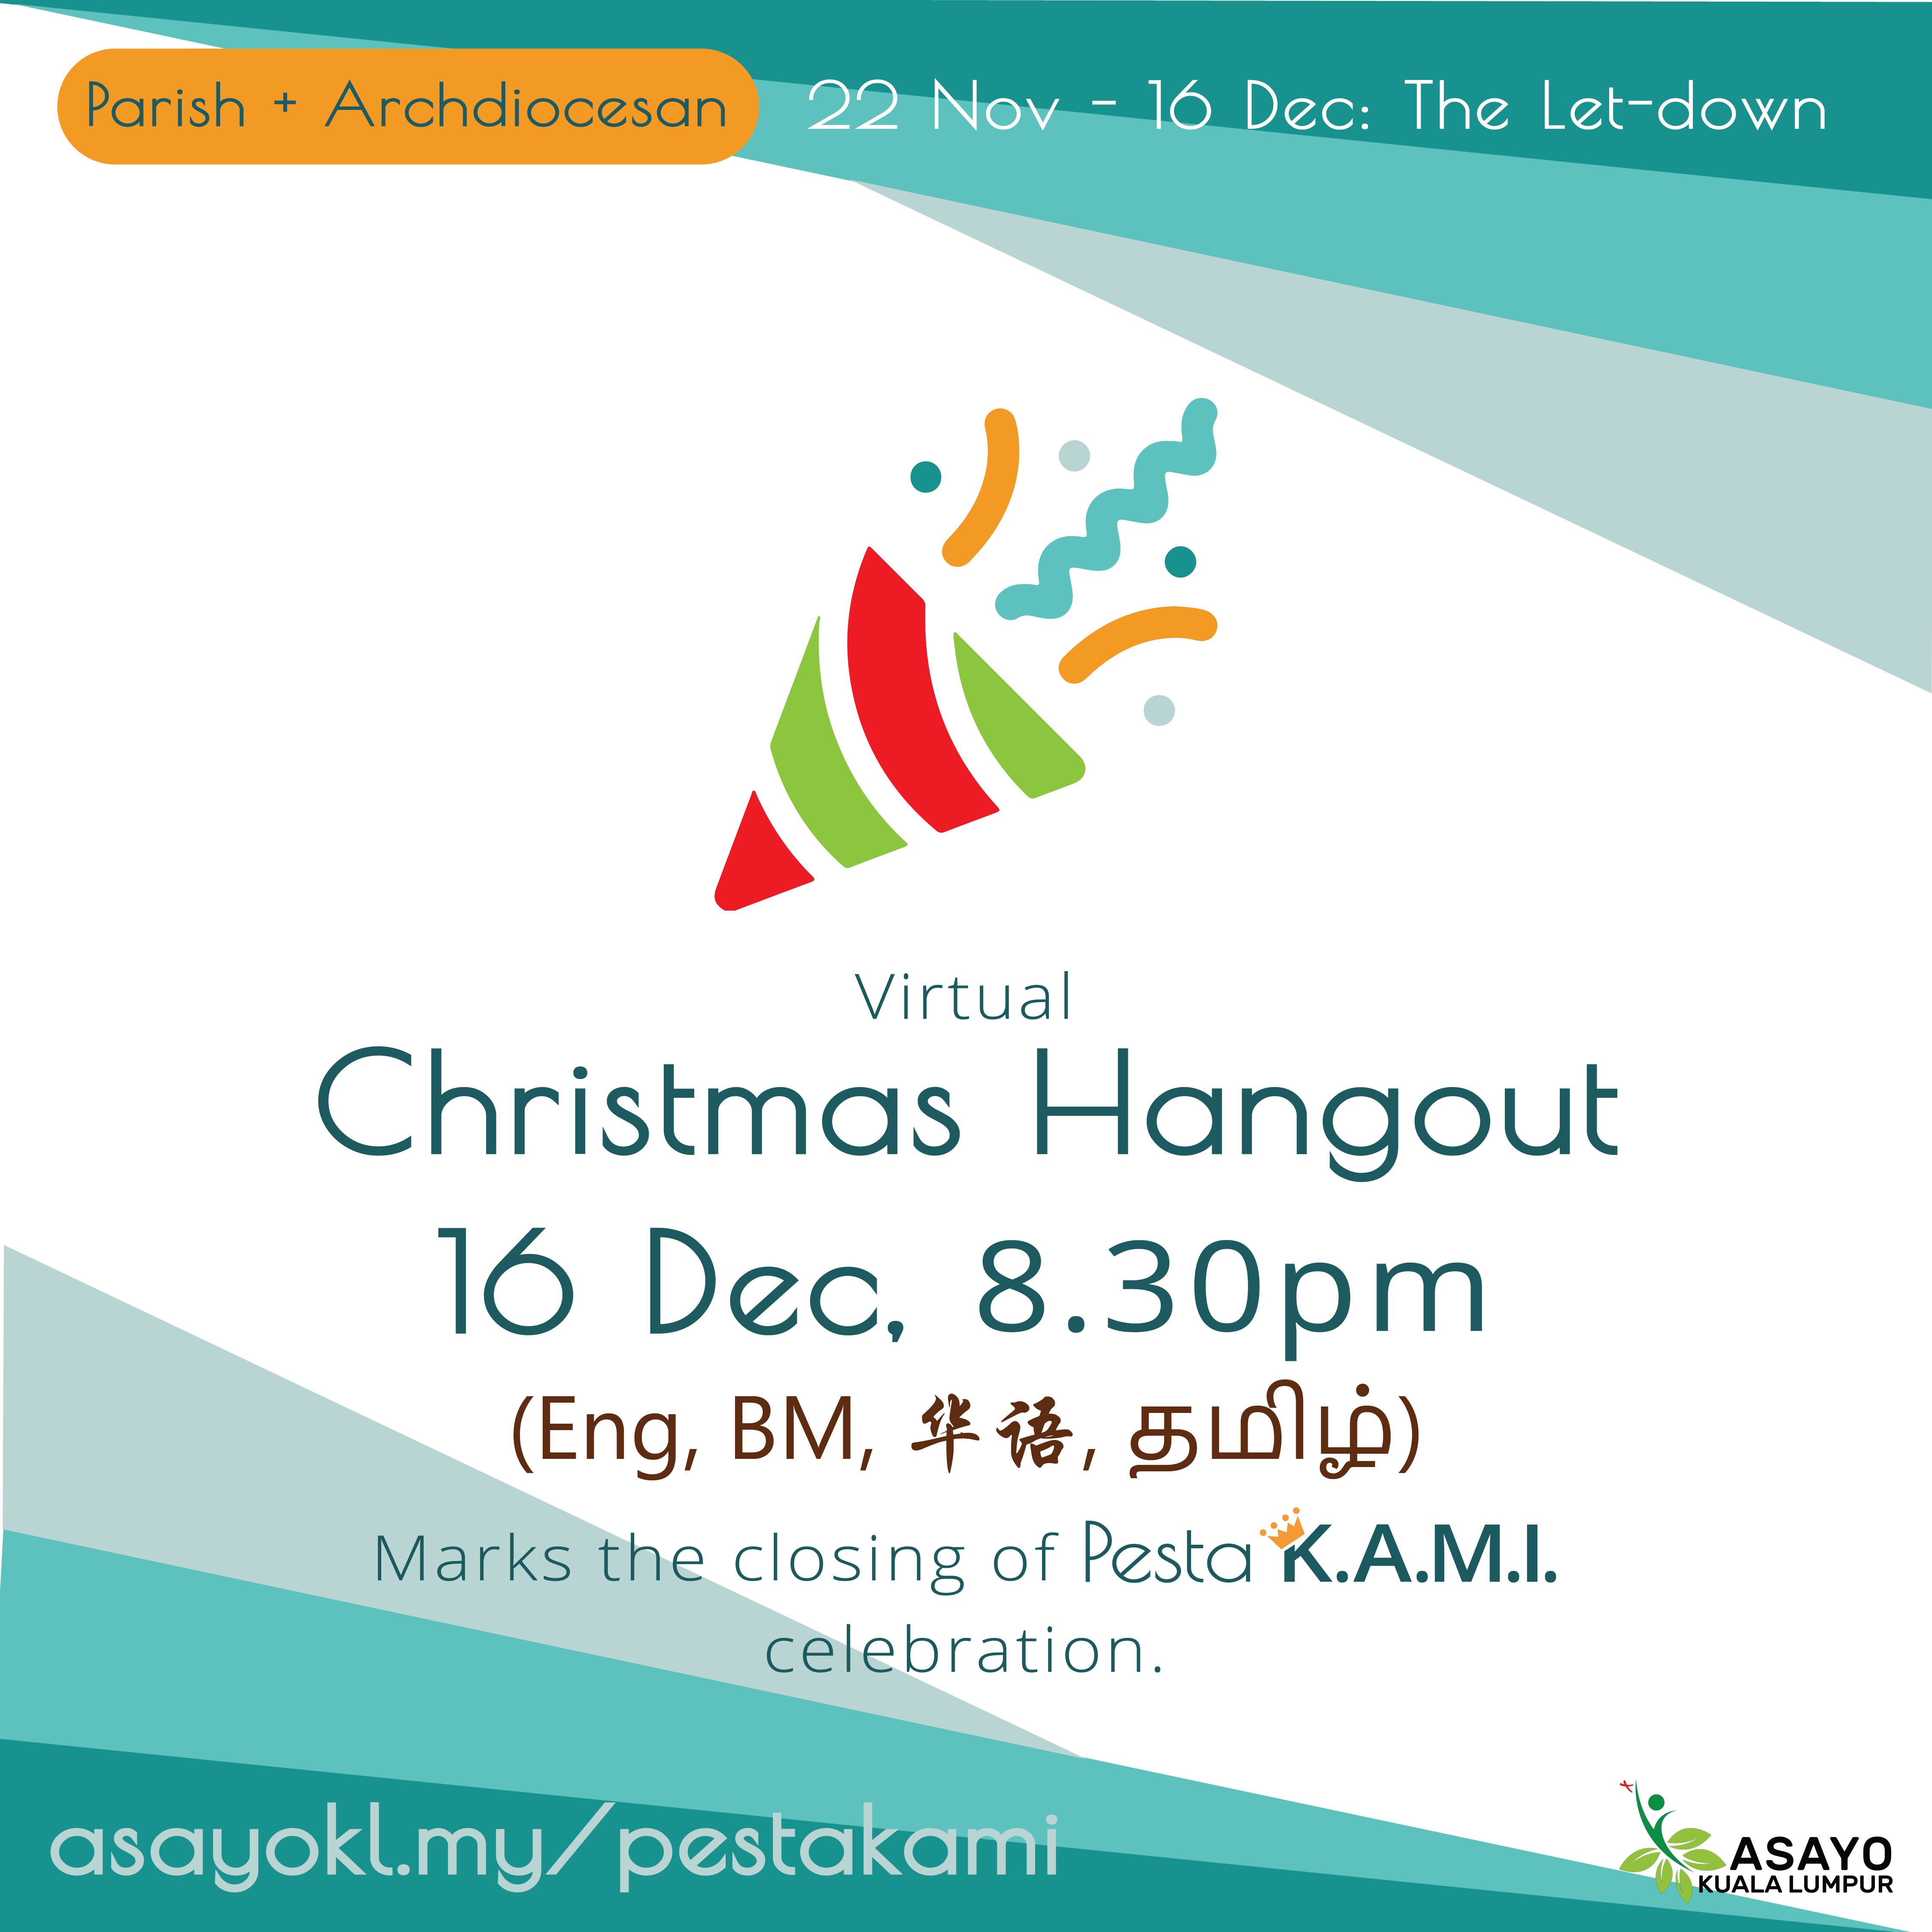 Parish + Archdiocesan
22 Nov - 16 Dec: The Let-down
Virtual
Christmas Hangout
16 Dec, 8.30pm
(Eng, BM, 华语, தமிழ்)
Marks the closing of Pesta K.A.M.I.
celebration.
asayokl.my/pestakami
ASAYO
KUALA LUMPUR